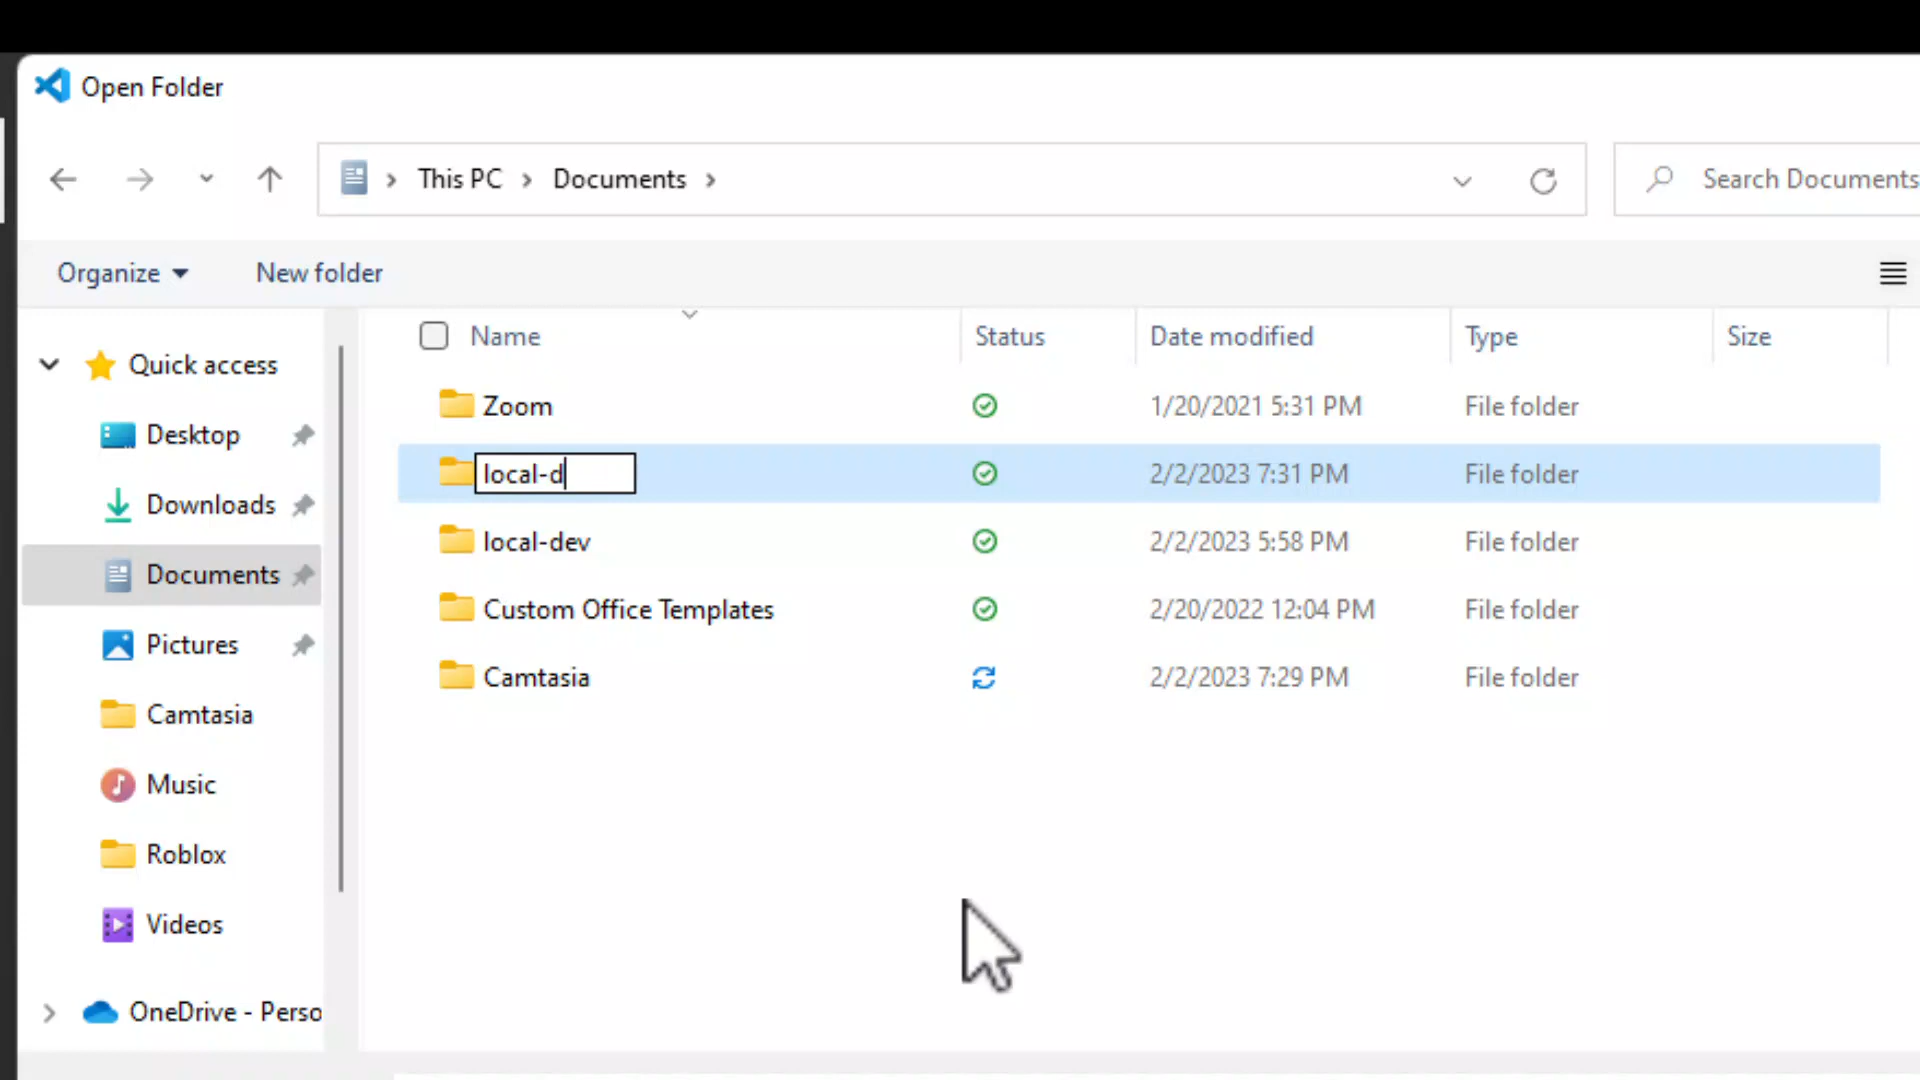 Open Folder
This PC Documents
Search Documents
Organize New folder
Name Status Date modified Type Size
Quick access
Desktop
Downloads
Documents
Pictures
Camtasia
Music
Roblox
Videos
OneDrive - Perso
Zoom 1/20/2021 5:31 PM File folder
local-d 2/2/2023 7:31 PM File folder
local-dev 2/2/2023 5:58 PM File folder
Custom Office Templates 2/20/2022 12:04 PM File folder
Camtasia 2/2/2023 7:29 PM File folder